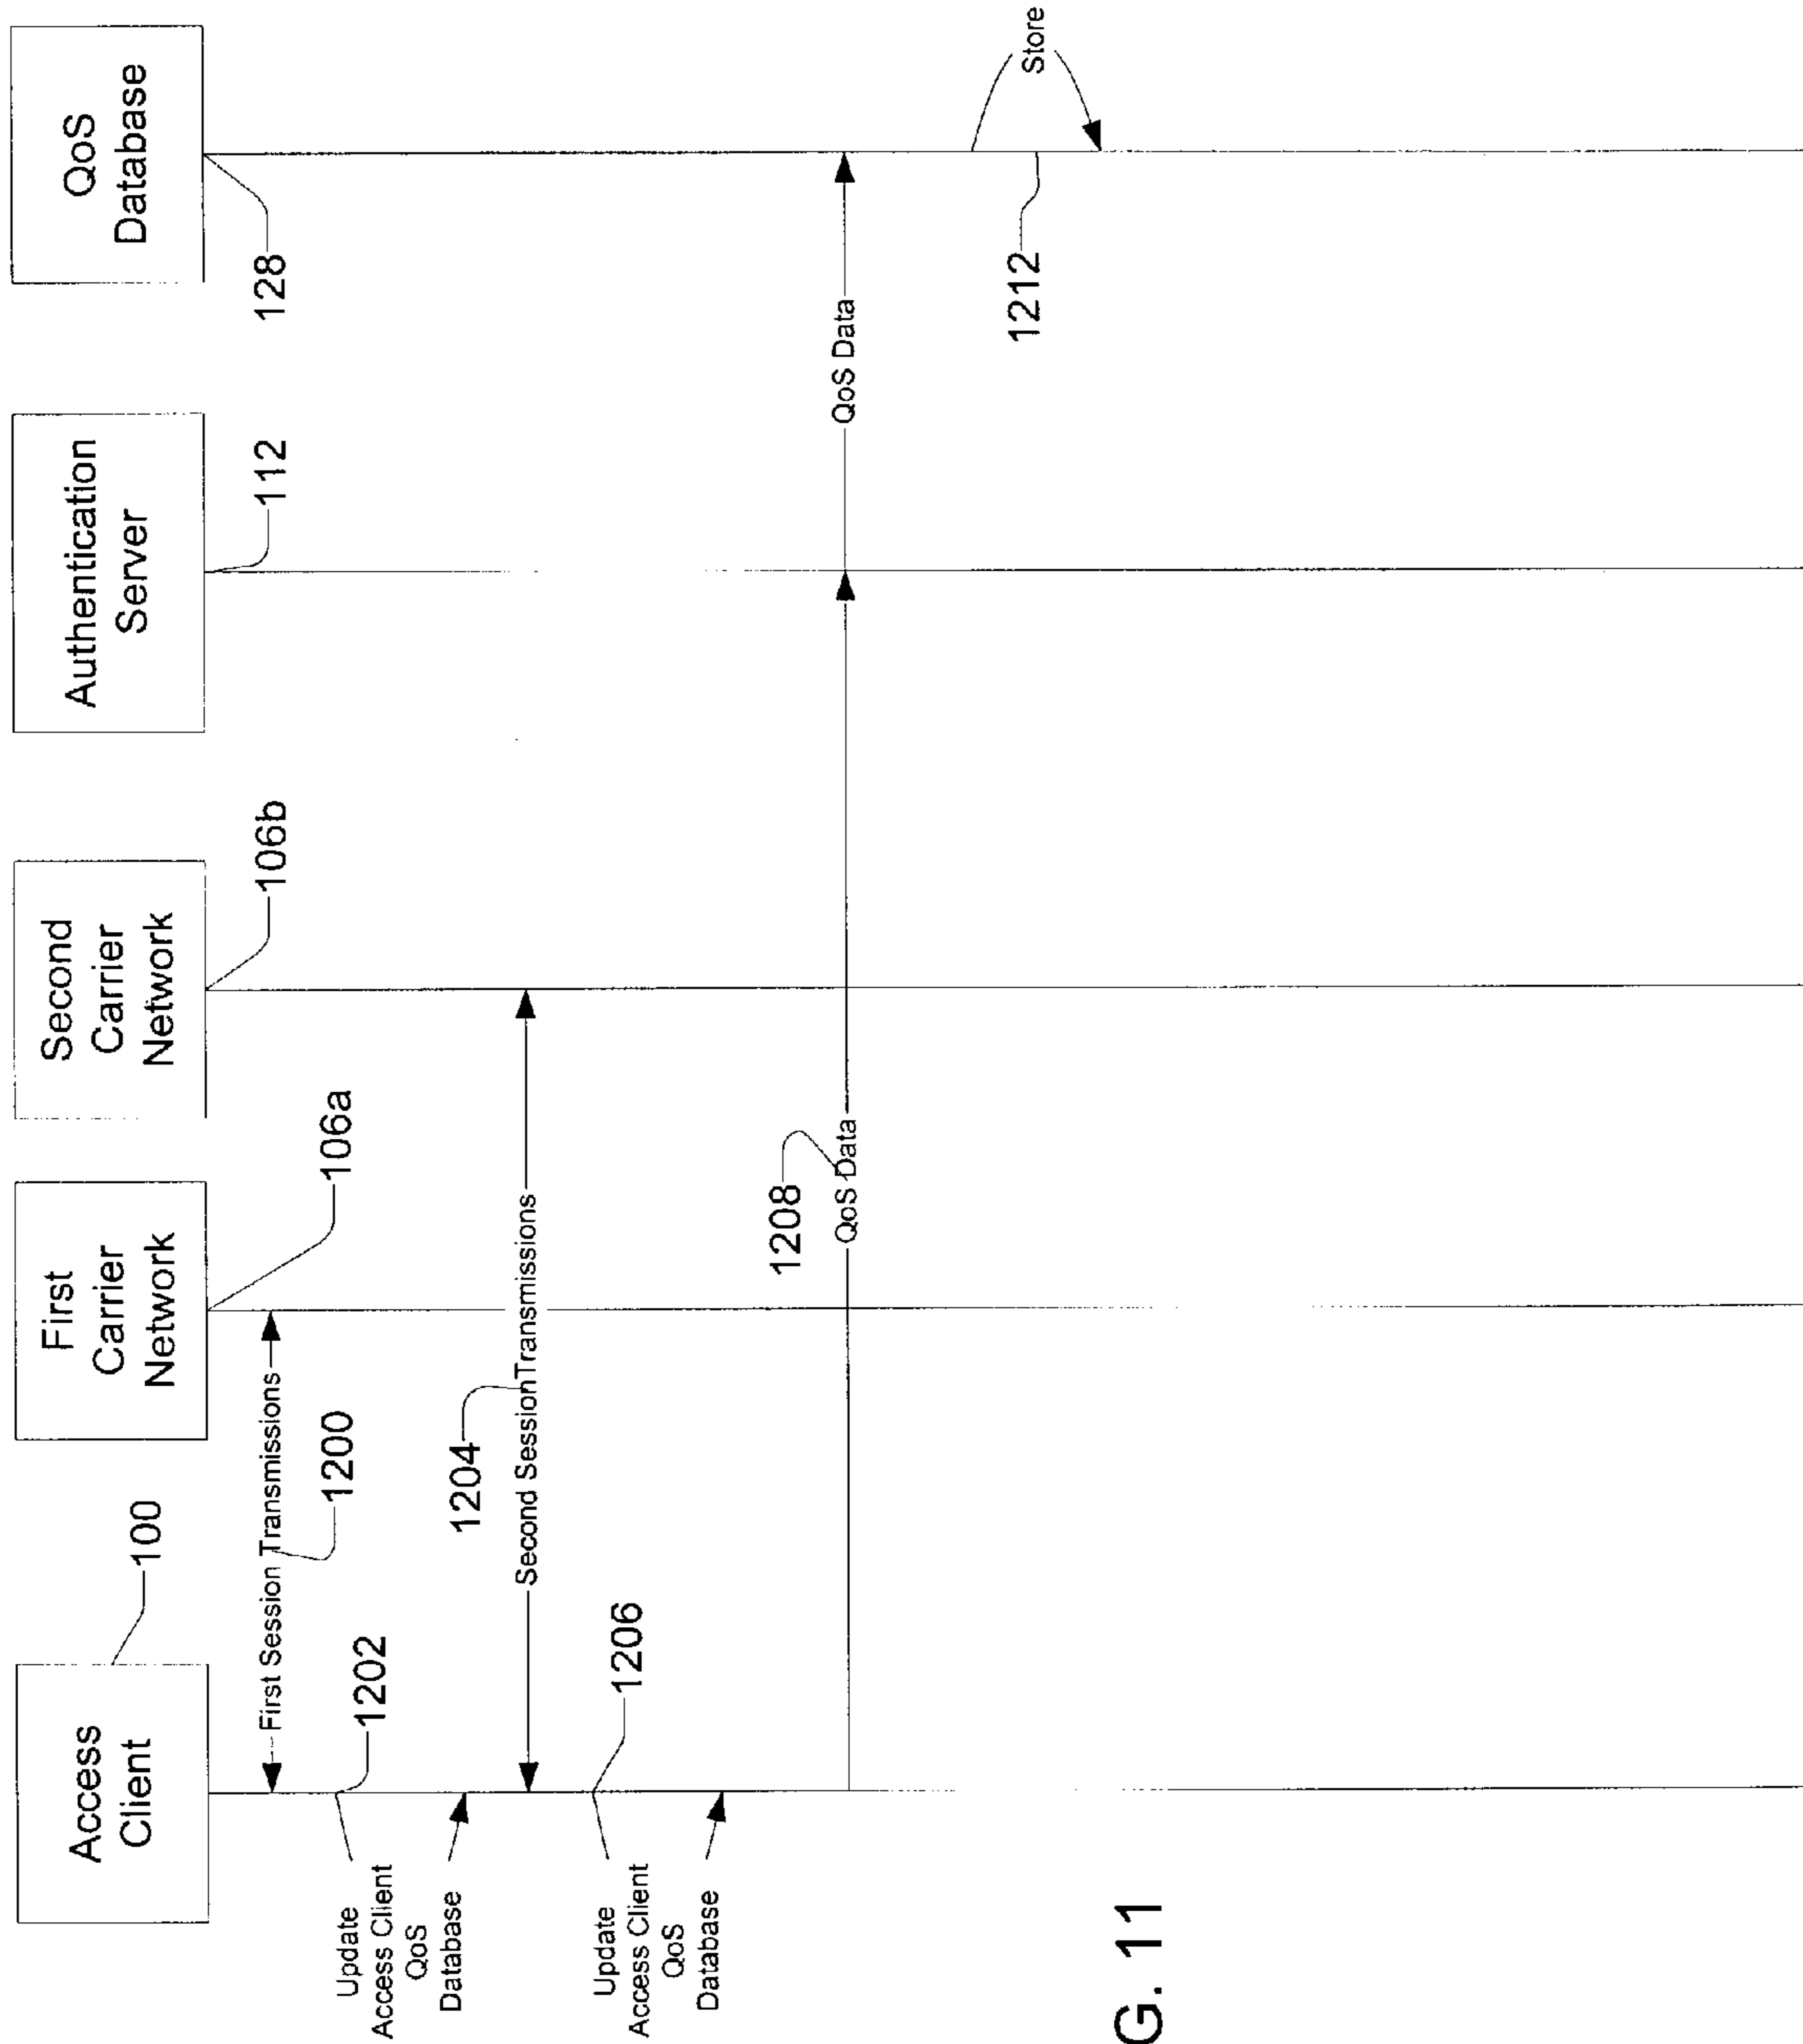 Access
Client
100
First
Carrier
Network
106a
Second
Carrier
Network
106b
Authentication
Server
112
QoS
Database
128
First Session Transmissions
1200
Update
Access Client
QoS
Database
1202
Second SessionTransmissions
1204
Update
Access Client
QoS
Database
1206
QoS Data
1208
QoS Data
Store
1212
G. 11